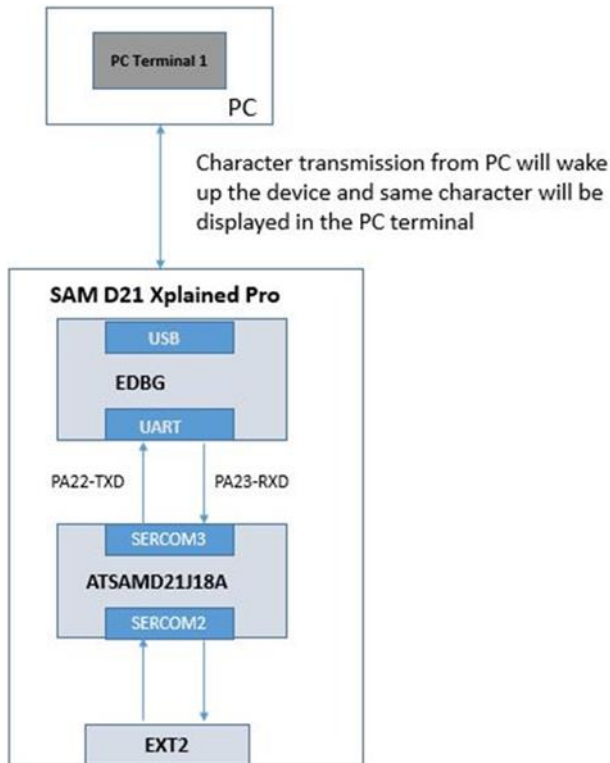 PC Terminal 1
PC
Character transmission from PC will wake
up the device and same character will be
displayed in the PC terminal
SAM D21 Xplained Pro
USB
EDBG
UART
PA22-TXD
PA23-RXD
SERCOM3
ATSAMD21J18A
SERCOM2
EXT2